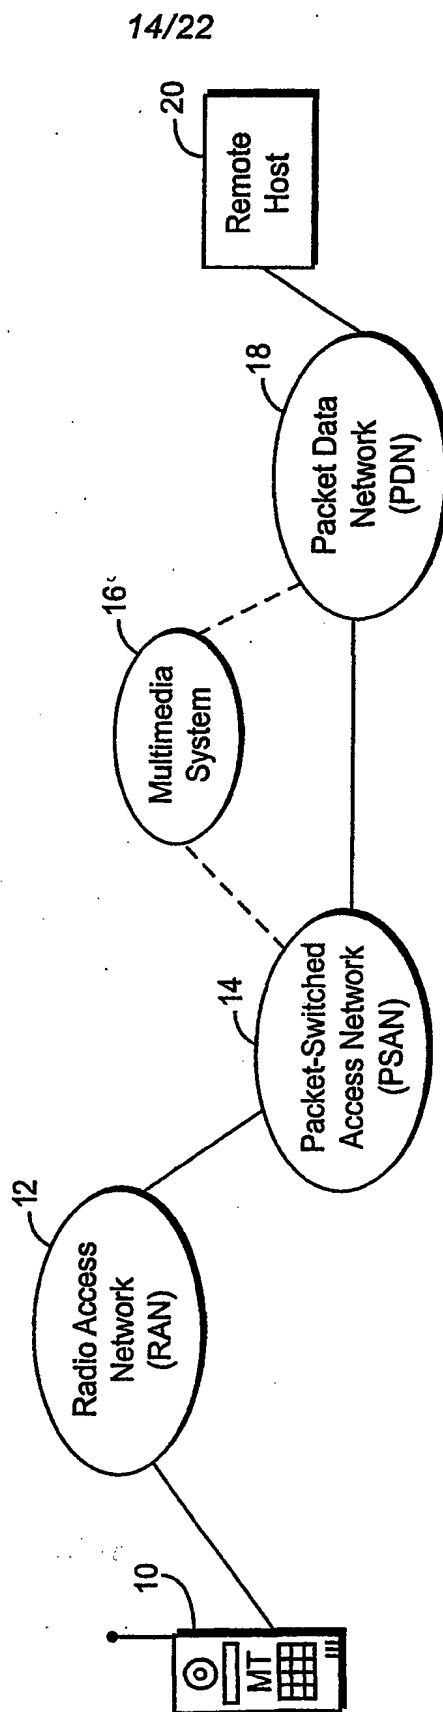 14/22
10
MT
12
Radio Access
Network
(RAN)
14
Packet-Switched
Access Network
(PSAN)
16
Multimedia
System
18
Packet Data
Network
(PDN)
20
Remote
Host